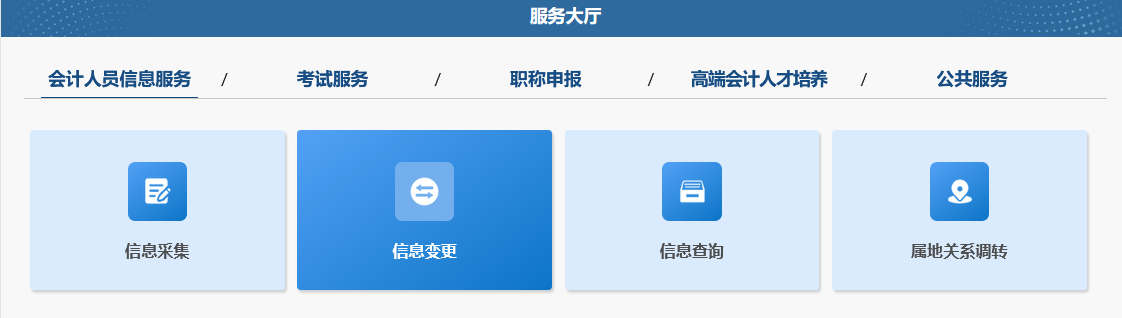 服务大厅
会计人员信息服务 / 考试服务 / 职称申报 / 高端会计人才培养 / 公共服务
信息采集 信息变更 信息查询 属地关系调转